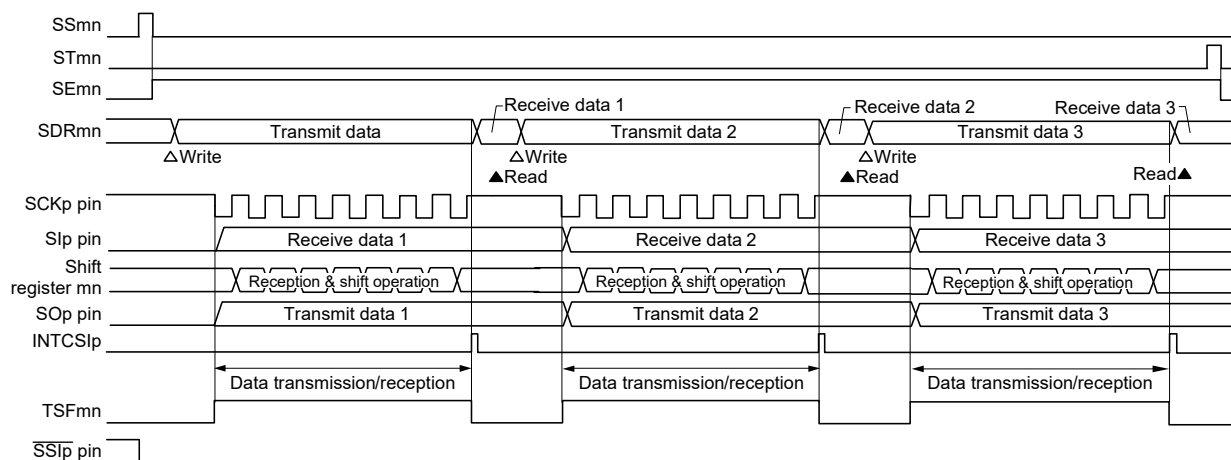 SSmn
STmn
SEmn
Receive data 1 Receive data 2 Receive data 3
SDRmn Transmit data Transmit data 2 Transmit data 3
△Write △Write △Write
▲Read ▲Read Read▲
SCKp pin
SIp pin Receive data 1 Receive data 2 Receive data 3
Shift
register mn Reception & shift operation Reception & shift operation Reception & shift operation
SOp pin Transmit data 1 Transmit data 2 Transmit data 3
INTCSIp
Data transmission/reception Data transmission/reception Data transmission/reception
TSFmn
SSIp pin